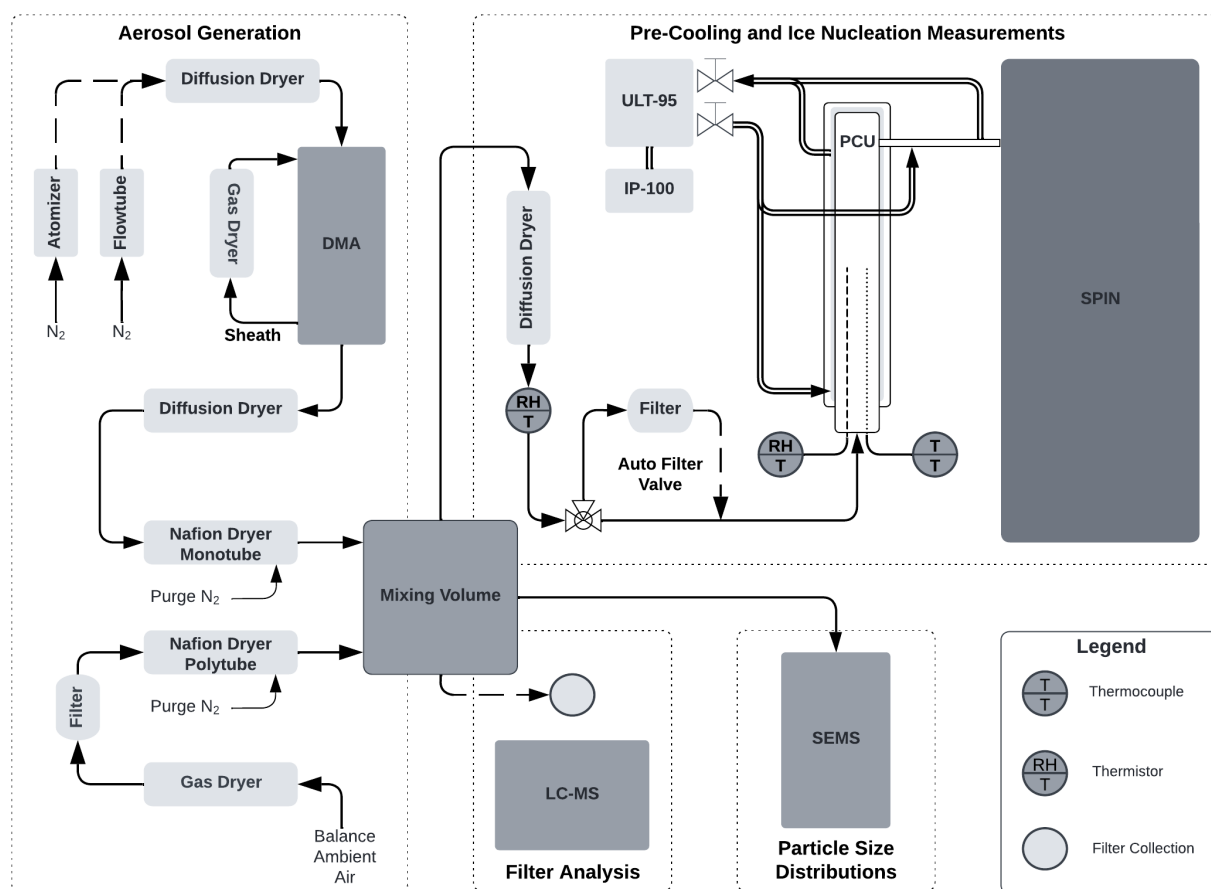 Aerosol Generation
Diffusion Dryer
Atomizer
Flowtube
Gas Dryer
DMA
N₂
N₂
Sheath
Diffusion Dryer
Nafion Dryer
Monotube
Purge N₂
Nafion Dryer
Polytube
Purge N₂
Filter
Gas Dryer
Balance
Ambient
Air
Mixing Volume
Pre-Cooling and Ice Nucleation Measurements
ULT-95
IP-100
PCU
SPIN
Diffusion Dryer
RH
T
Filter
Auto Filter
Valve
RH
T
T
T
LC-MS
Filter Analysis
SEMS
Particle Size
Distributions
Legend
T
T
Thermocouple
RH
T
Thermistor
Filter Collection